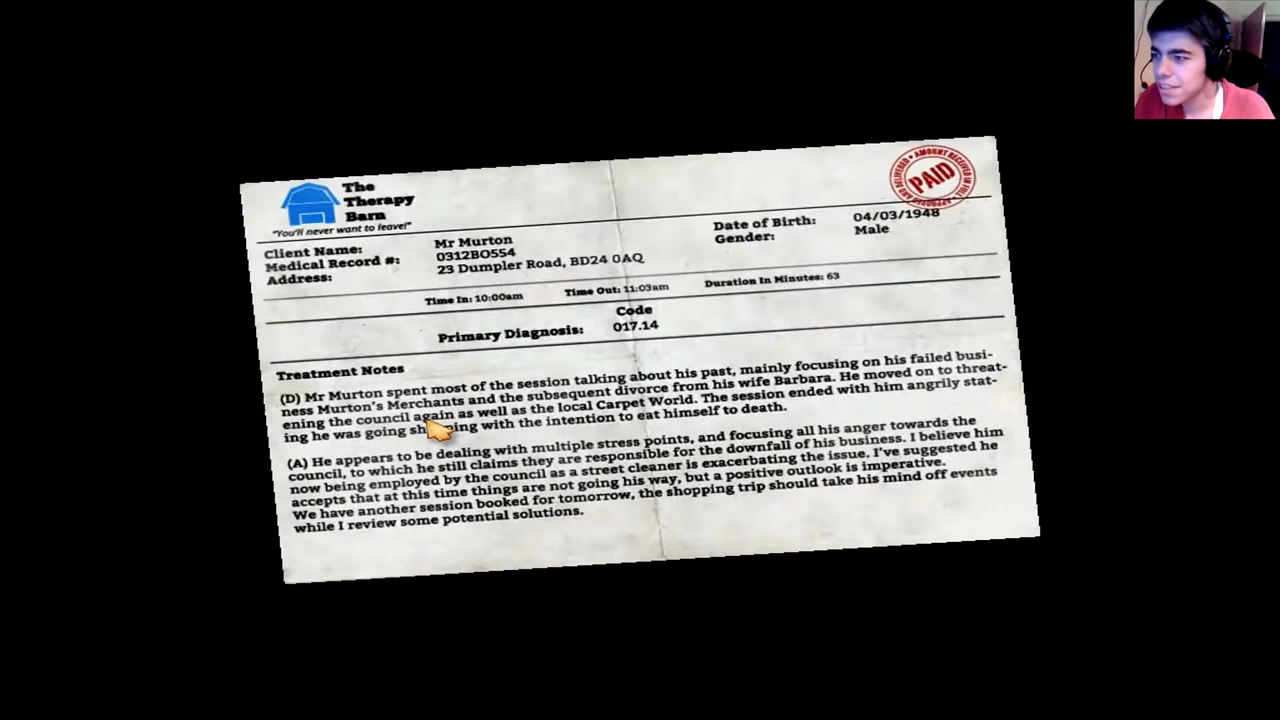 The
Therapy
Barn
"You'll never want to leave!"
AMOUNT RECEIVED IN FULL • APPROVED AND DELIVERED •
PAID
Client Name: Mr Murton Date of Birth: 04/03/1948
Medical Record #: 0312BO554 Gender: Male
Address: 23 Dumpler Road, BD24 0AQ
Time In: 10:00am Time Out: 11:03am Duration In Minutes: 63
Code
Primary Diagnosis: 017.14
Treatment Notes
(D) Mr Murton spent most of the session talking about his past, mainly focusing on his failed busi-
ness Murton's Merchants and the subsequent divorce from his wife Barbara. He moved on to threat-
ening the council again as well as the local Carpet World. The session ended with him angrily stat-
ing he was going with the intention to eat himself to death.
(A) He appears to be dealing with multiple stress points, and focusing all his anger towards the
council, to which he still claims they are responsible for the downfall of his business. I believe him
now being employed by the council as a street cleaner is exacerbating the issue. I've suggested he
accepts that at this time things are not going his way, but a positive outlook is imperative.
We have another session booked for tomorrow, the shopping trip should take his mind off events
while I review some potential solutions.